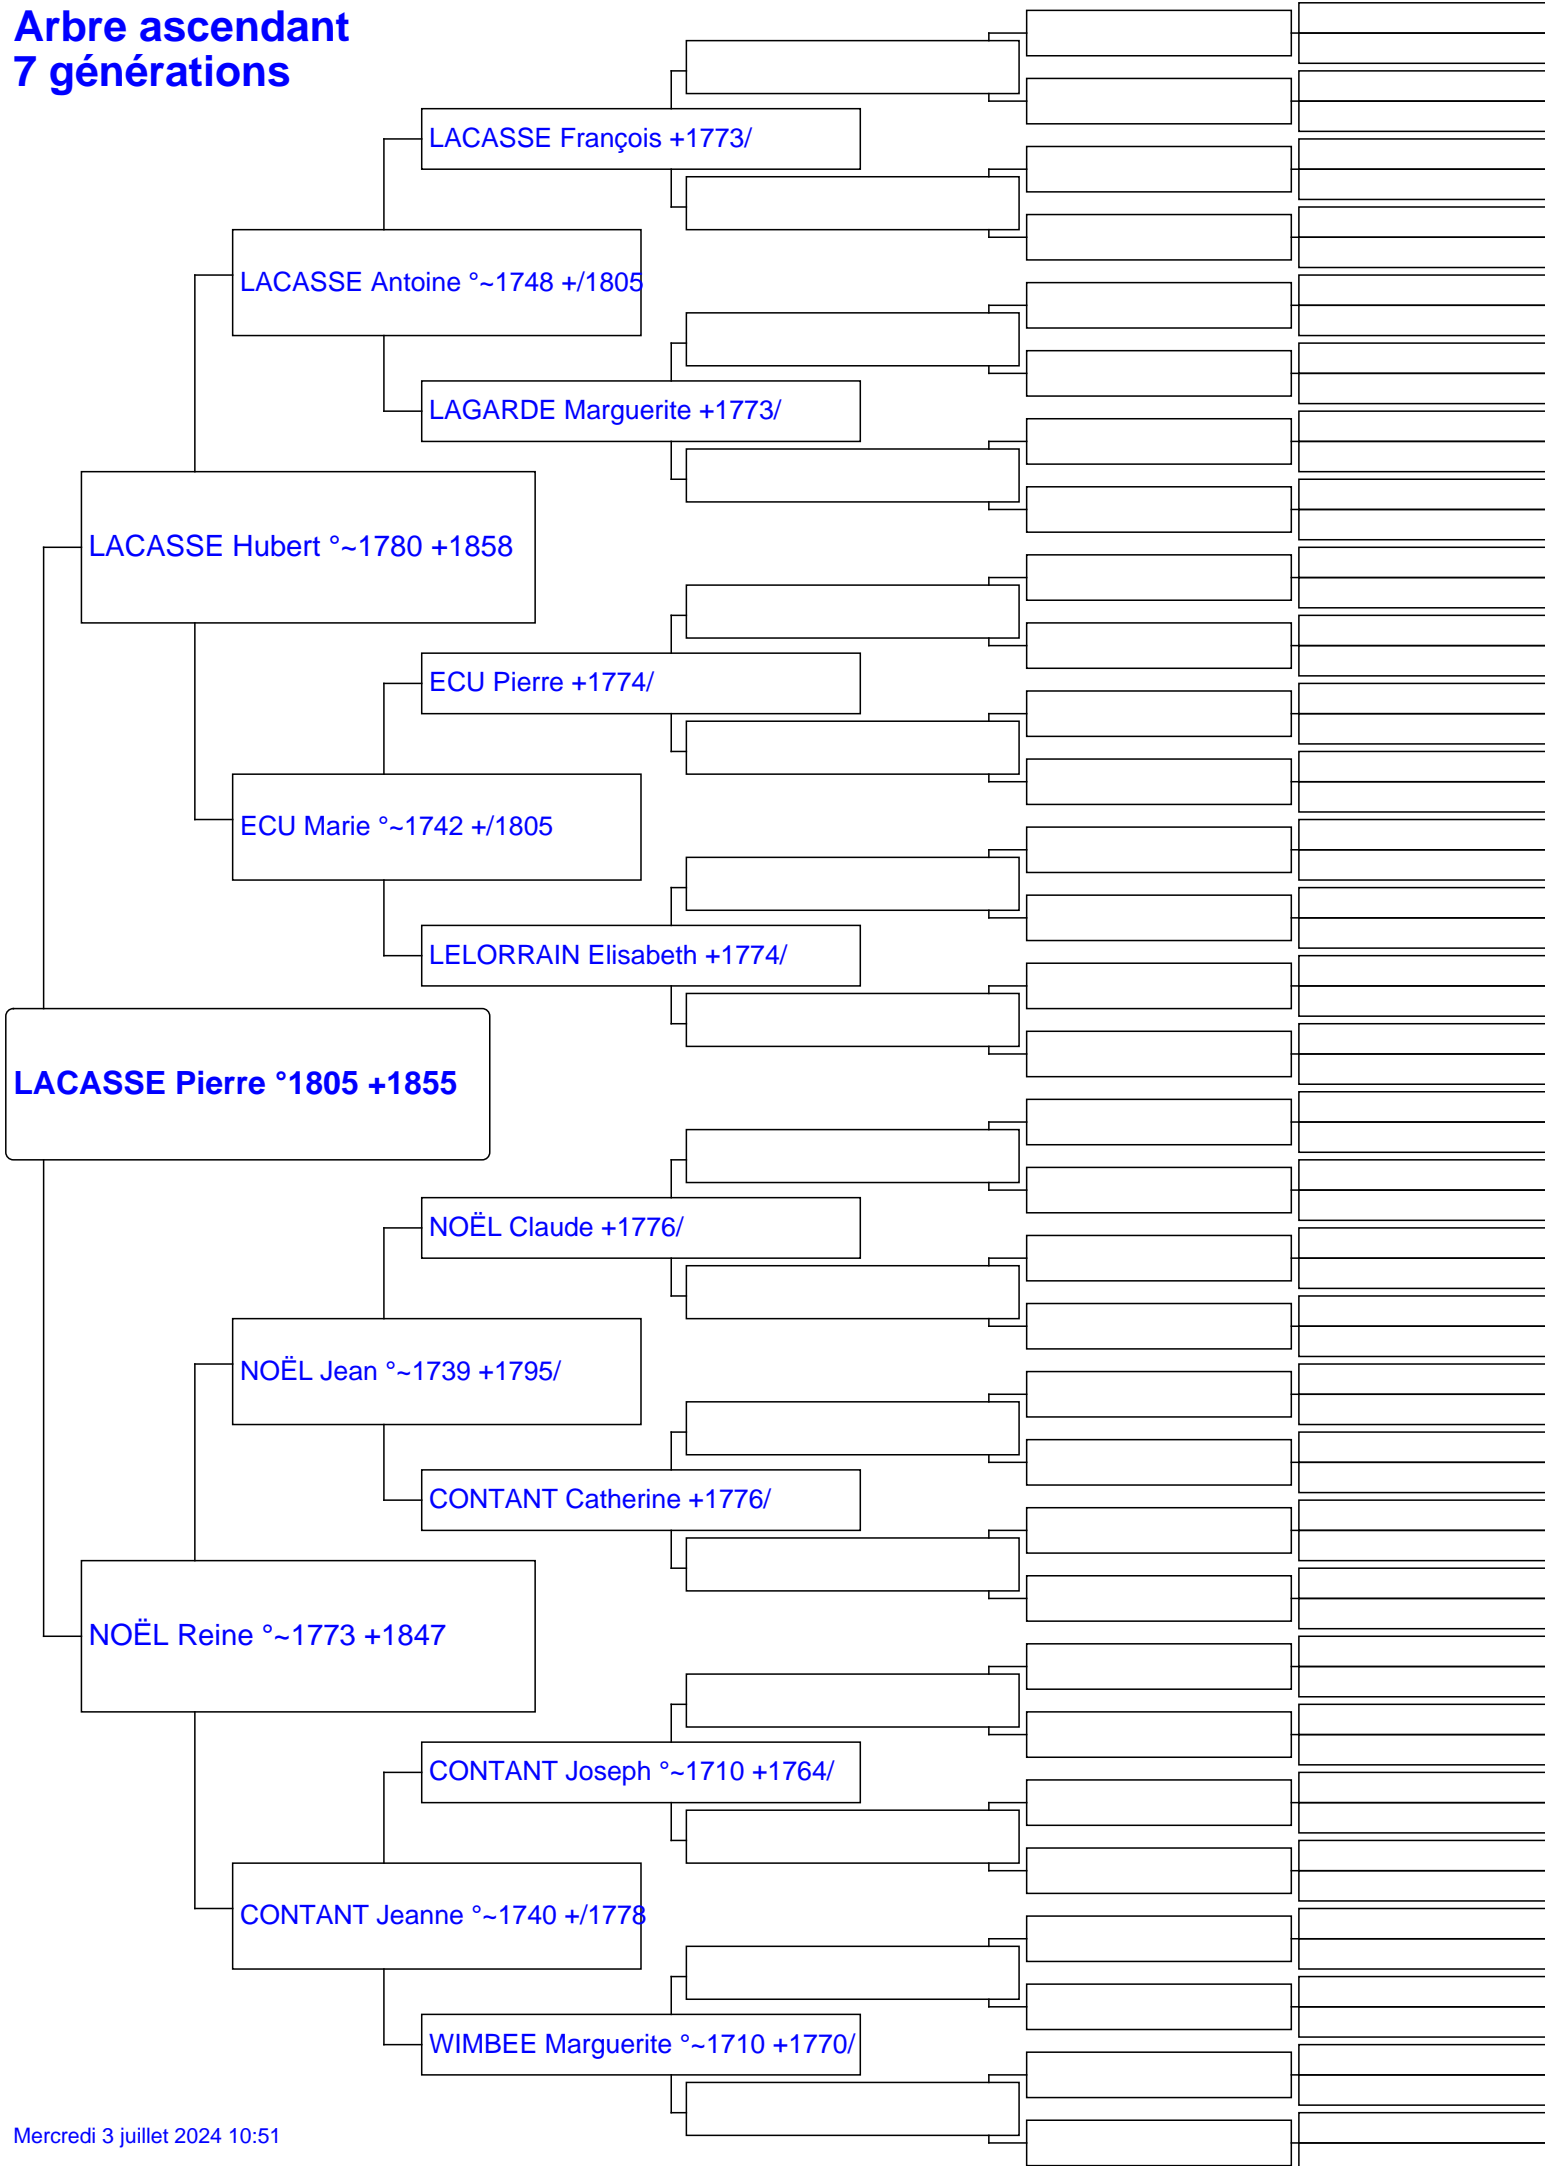 Arbre ascendant
7 générations
LACASSE François +1773/
LACASSE Antoine °~1748 +/1805
LAGARDE Marguerite +1773/
LACASSE Hubert °~1780 +1858
ECU Pierre +1774/
ECU Marie °~1742 +/1805
LELORRAIN Elisabeth +1774/
LACASSE Pierre °1805 +1855
NOËL Claude +1776/
NOËL Jean °~1739 +1795/
CONTANT Catherine +1776/
NOËL Reine °~1773 +1847
CONTANT Joseph °~1710 +1764/
CONTANT Jeanne °~1740 +/1778
WIMBEE Marguerite °~1710 +1770/
Mercredi 3 juillet 2024 10:51